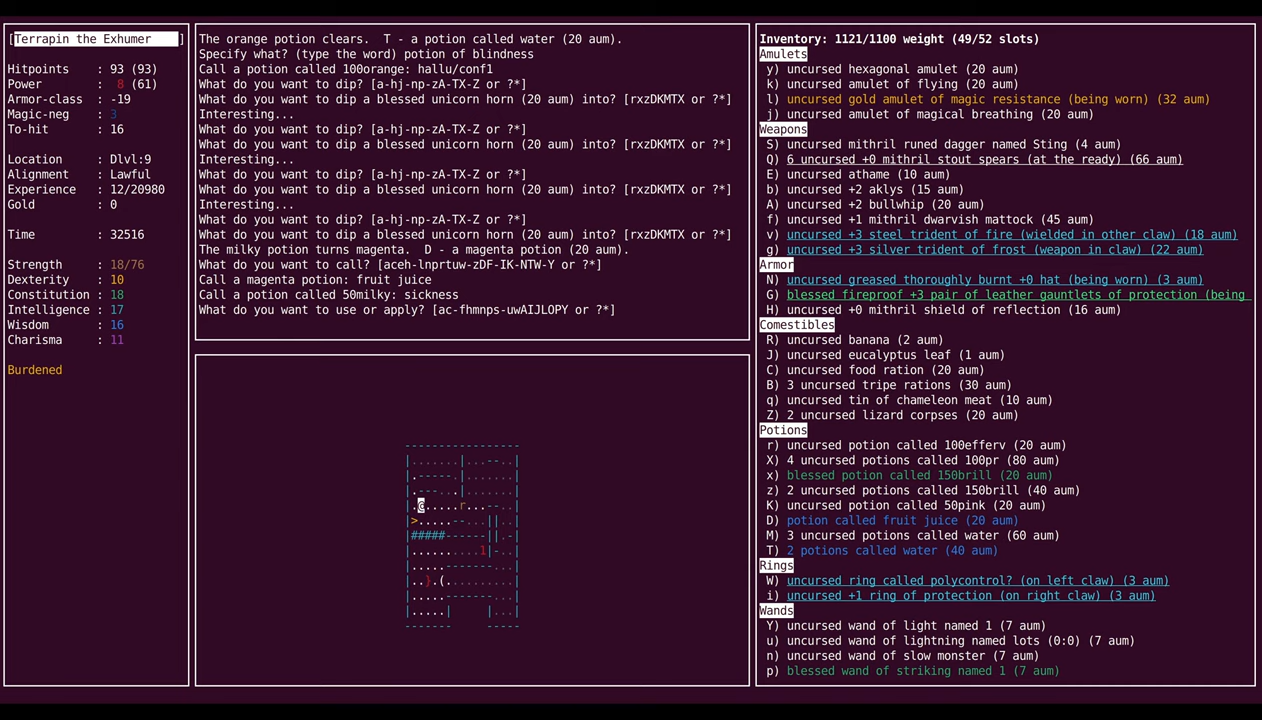 [Terrapin the Exhumer ]
Hitpoints : 93 (93)
Power : 8 (61)
Armor-class : -19
Magic-neg : 3
To-hit : 16
Location : Dlvl:9
Alignment : Lawful
Experience : 12/20980
Gold : 0
Time : 32516
Strength : 18/76
Dexterity : 10
Constitution : 18
Intelligence : 17
Wisdom : 16
Charisma : 11
Burdened
The orange potion clears.  T - a potion called water (20 aum).
Specify what? (type the word) potion of blindness
Call a potion called 100orange: hallu/conf1
What do you want to dip? [a-hj-np-zA-TX-Z or ?*]
What do you want to dip a blessed unicorn horn (20 aum) into? [rxzDKMTX or ?*]
Interesting...
What do you want to dip? [a-hj-np-zA-TX-Z or ?*]
What do you want to dip a blessed unicorn horn (20 aum) into? [rxzDKMTX or ?*]
Interesting...
What do you want to dip? [a-hj-np-zA-TX-Z or ?*]
What do you want to dip a blessed unicorn horn (20 aum) into? [rxzDKMTX or ?*]
Interesting...
What do you want to dip? [a-hj-np-zA-TX-Z or ?*]
What do you want to dip a blessed unicorn horn (20 aum) into? [rxzDKMTX or ?*]
The milky potion turns magenta.  D - a magenta potion (20 aum).
What do you want to call? [aceh-lnprtuw-zDF-IK-NTW-Y or ?*]
Call a magenta potion: fruit juice
Call a potion called 50milky: sickness
What do you want to use or apply? [ac-fhmnps-uwAIJLOPY or ?*]
-----------------
|.......|...--..|
|.-----.|.......|
|.---...|.......|
|.@.....r...--..|
|>.....--...||..|
|#####------||.-|
|..........1|-..|
|.....-------...|
|..}.(..........|
|.....-------...|
|.....|    |...|
-------     -----
Inventory: 1121/1100 weight (49/52 slots)
Amulets
y) uncursed hexagonal amulet (20 aum)
k) uncursed amulet of flying (20 aum)
l) uncursed gold amulet of magic resistance (being worn) (32 aum)
j) uncursed amulet of magical breathing (20 aum)
Weapons
S) uncursed mithril runed dagger named Sting (4 aum)
Q) 6 uncursed +0 mithril stout spears (at the ready) (66 aum)
E) uncursed athame (10 aum)
b) uncursed +2 aklys (15 aum)
A) uncursed +2 bullwhip (20 aum)
f) uncursed +1 mithril dwarvish mattock (45 aum)
v) uncursed +3 steel trident of fire (wielded in other claw) (18 aum)
g) uncursed +3 silver trident of frost (weapon in claw) (22 aum)
Armor
N) uncursed greased thoroughly burnt +0 hat (being worn) (3 aum)
G) blessed fireproof +3 pair of leather gauntlets of protection (being
H) uncursed +0 mithril shield of reflection (16 aum)
Comestibles
R) uncursed banana (2 aum)
J) uncursed eucalyptus leaf (1 aum)
C) uncursed food ration (20 aum)
B) 3 uncursed tripe rations (30 aum)
q) uncursed tin of chameleon meat (10 aum)
Z) 2 uncursed lizard corpses (20 aum)
Potions
r) uncursed potion called 100efferv (20 aum)
X) 4 uncursed potions called 100pr (80 aum)
x) blessed potion called 150brill (20 aum)
z) 2 uncursed potions called 150brill (40 aum)
K) uncursed potion called 50pink (20 aum)
D) potion called fruit juice (20 aum)
M) 3 uncursed potions called water (60 aum)
T) 2 potions called water (40 aum)
Rings
W) uncursed ring called polycontrol? (on left claw) (3 aum)
i) uncursed +1 ring of protection (on right claw) (3 aum)
Wands
Y) uncursed wand of light named 1 (7 aum)
u) uncursed wand of lightning named lots (0:0) (7 aum)
n) uncursed wand of slow monster (7 aum)
p) blessed wand of striking named 1 (7 aum)